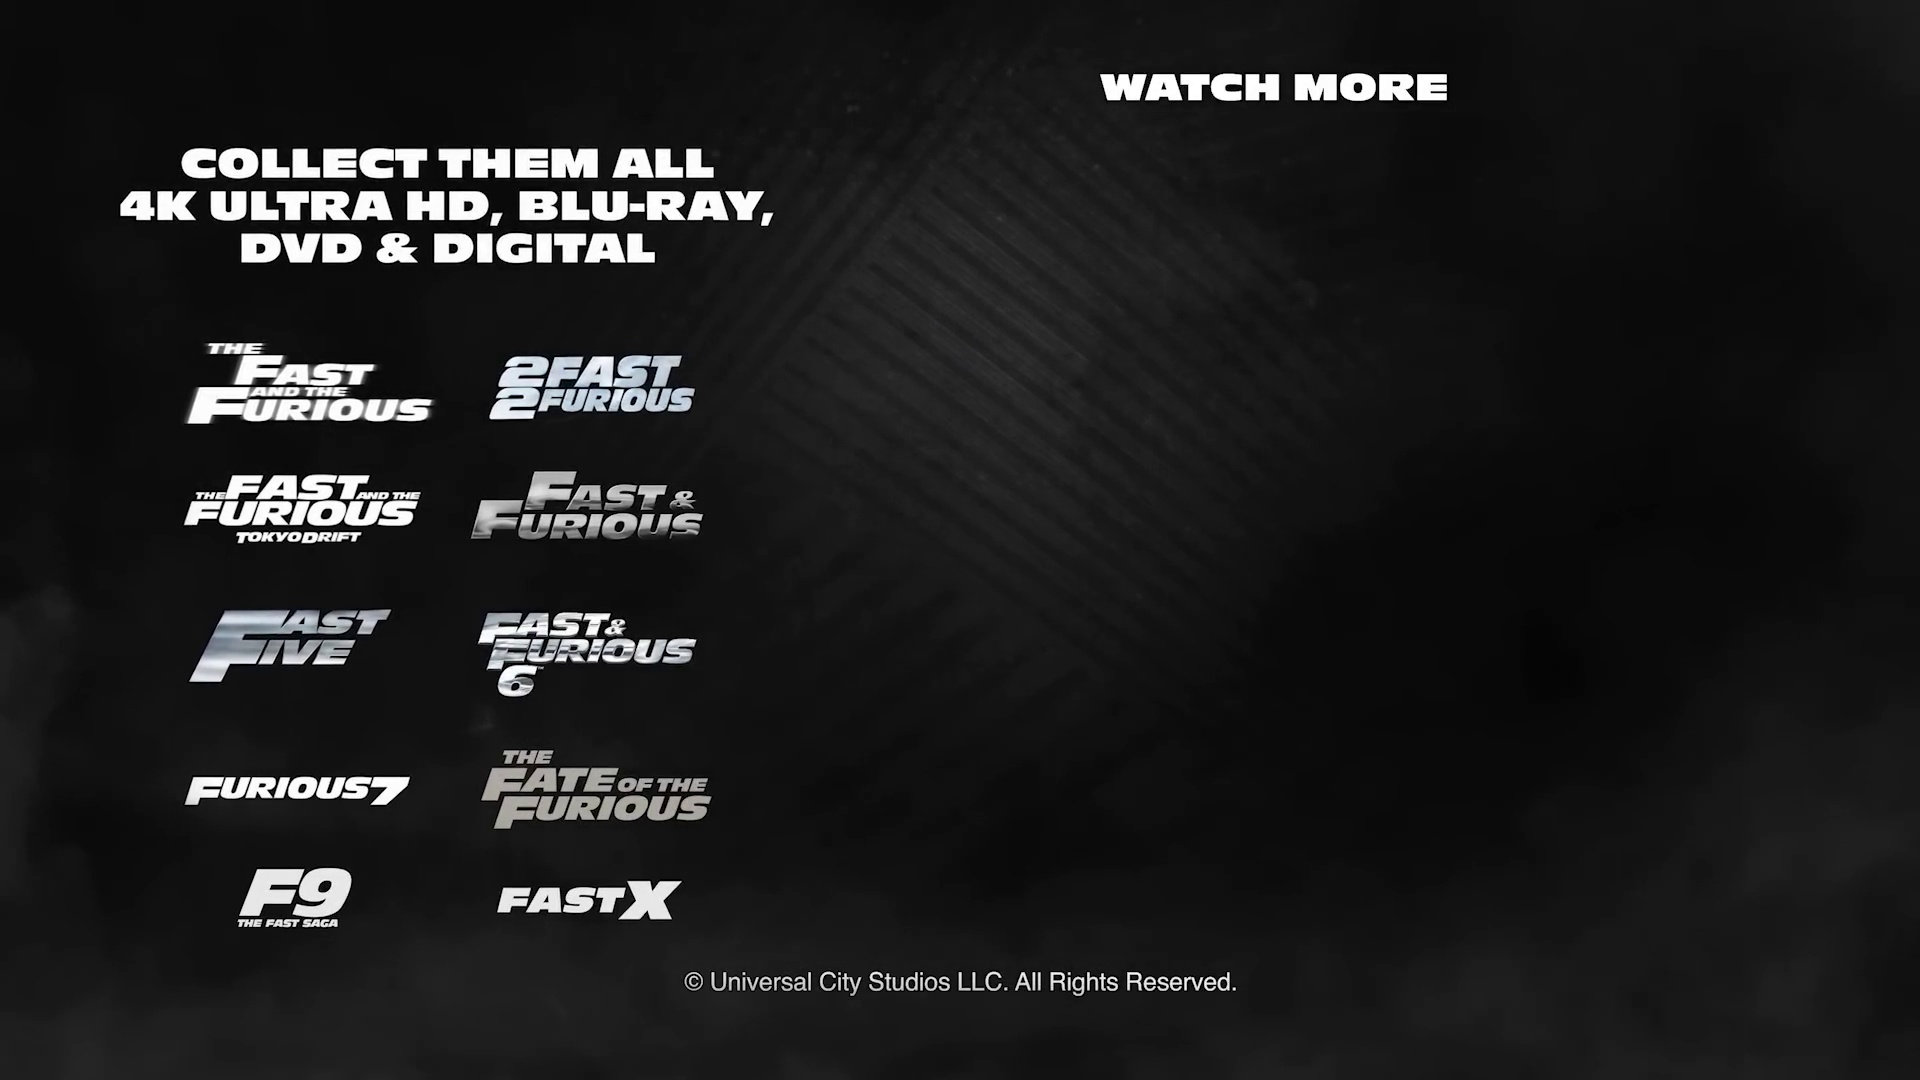 WATCH MORE
COLLECT THEM ALL
4K ULTRA HD, BLU-RAY,
DVD & DIGITAL
THE
FAST
AND THE
FURIOUS
2 FAST
2 FURIOUS
THE FAST AND THE
FURIOUS
TOKYO DRIFT
FAST &
FURIOUS
FAST
FIVE
FAST &
FURIOUS
6
FURIOUS 7
THE
FATE OF THE
FURIOUS
F9
THE FAST SAGA
FAST X
© Universal City Studios LLC. All Rights Reserved.